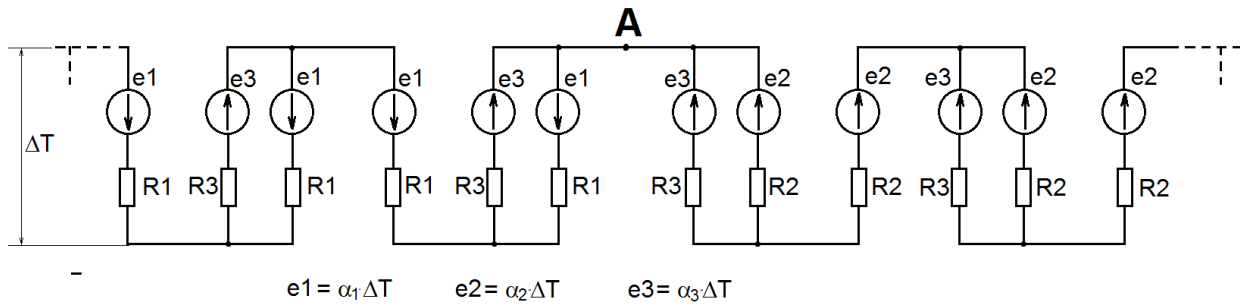 A
e1 e3 e1 e1 e3 e1 e3 e2 e2 e3 e2 e2
ΔT
R1 R3 R1 R1 R3 R1 R3 R2 R2 R3 R2 R2
–
e1 = α₁·ΔT e2 = α₂·ΔT e3 = α₃·ΔT